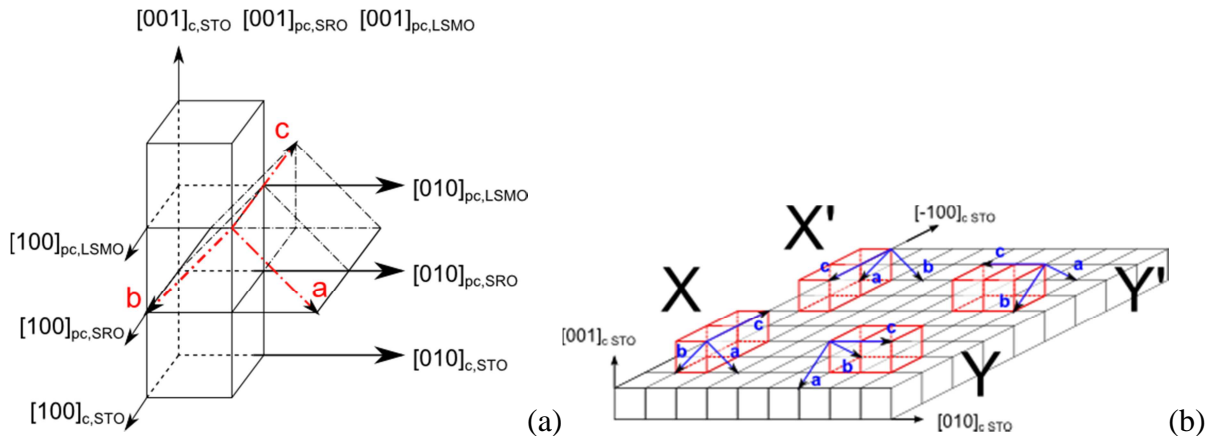 [001]c,STO [001]pc,SRO [001]pc,LSMO
c
[010]pc,LSMO
[100]pc,LSMO
[010]pc,SRO
b
a
[100]pc,SRO
[010]c,STO
[100]c,STO
(a)
[-100]c STO
X'
c
a
b
c
a
b
Y'
X
c
b
a
c
b
a
Y
[001]c STO
[010]c STO
(b)